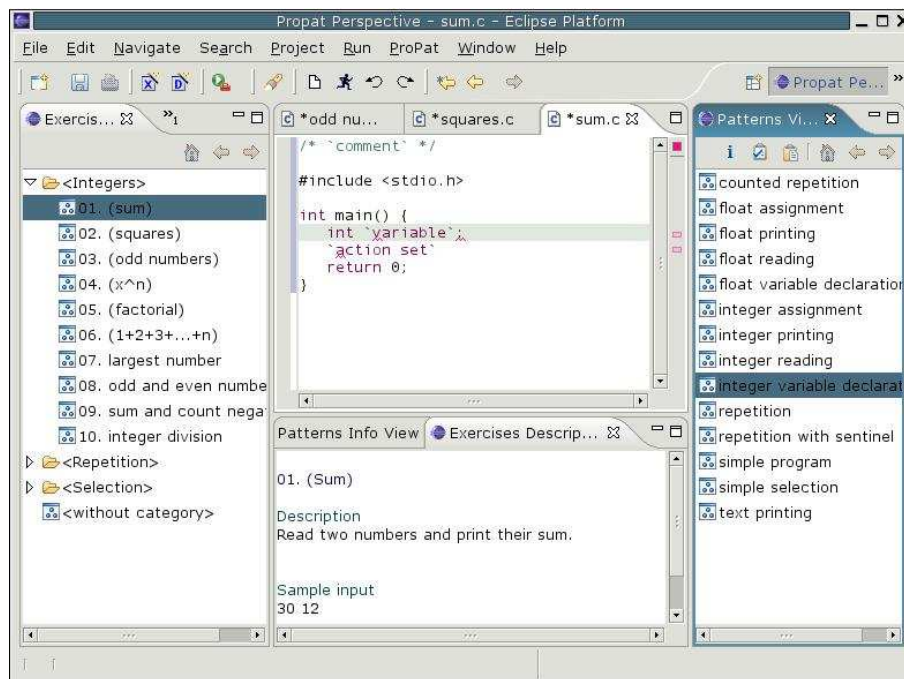 Propat Perspective - sum.c - Eclipse Platform
File Edit Navigate Search Project Run ProPat Window Help
Propat Pe... »
Exercis... »1
<Integers>
01. (sum)
02. (squares)
03. (odd numbers)
04. (x^n)
05. (factorial)
06. (1+2+3+...+n)
07. largest number
08. odd and even numbe
09. sum and count nega
10. integer division
<Repetition>
<Selection>
<without category>
*odd nu... *squares.c *sum.c
/* `comment` */
#include <stdio.h>
int main() {
int `variable`;
`action set`
return 0;
}
Patterns Info View Exercises Descrip...
01. (Sum)
Description
Read two numbers and print their sum.
Sample input
30 12
Patterns Vi...
counted repetition
float assignment
float printing
float reading
float variable declaration
integer assignment
integer printing
integer reading
integer variable declarat
repetition
repetition with sentinel
simple program
simple selection
text printing